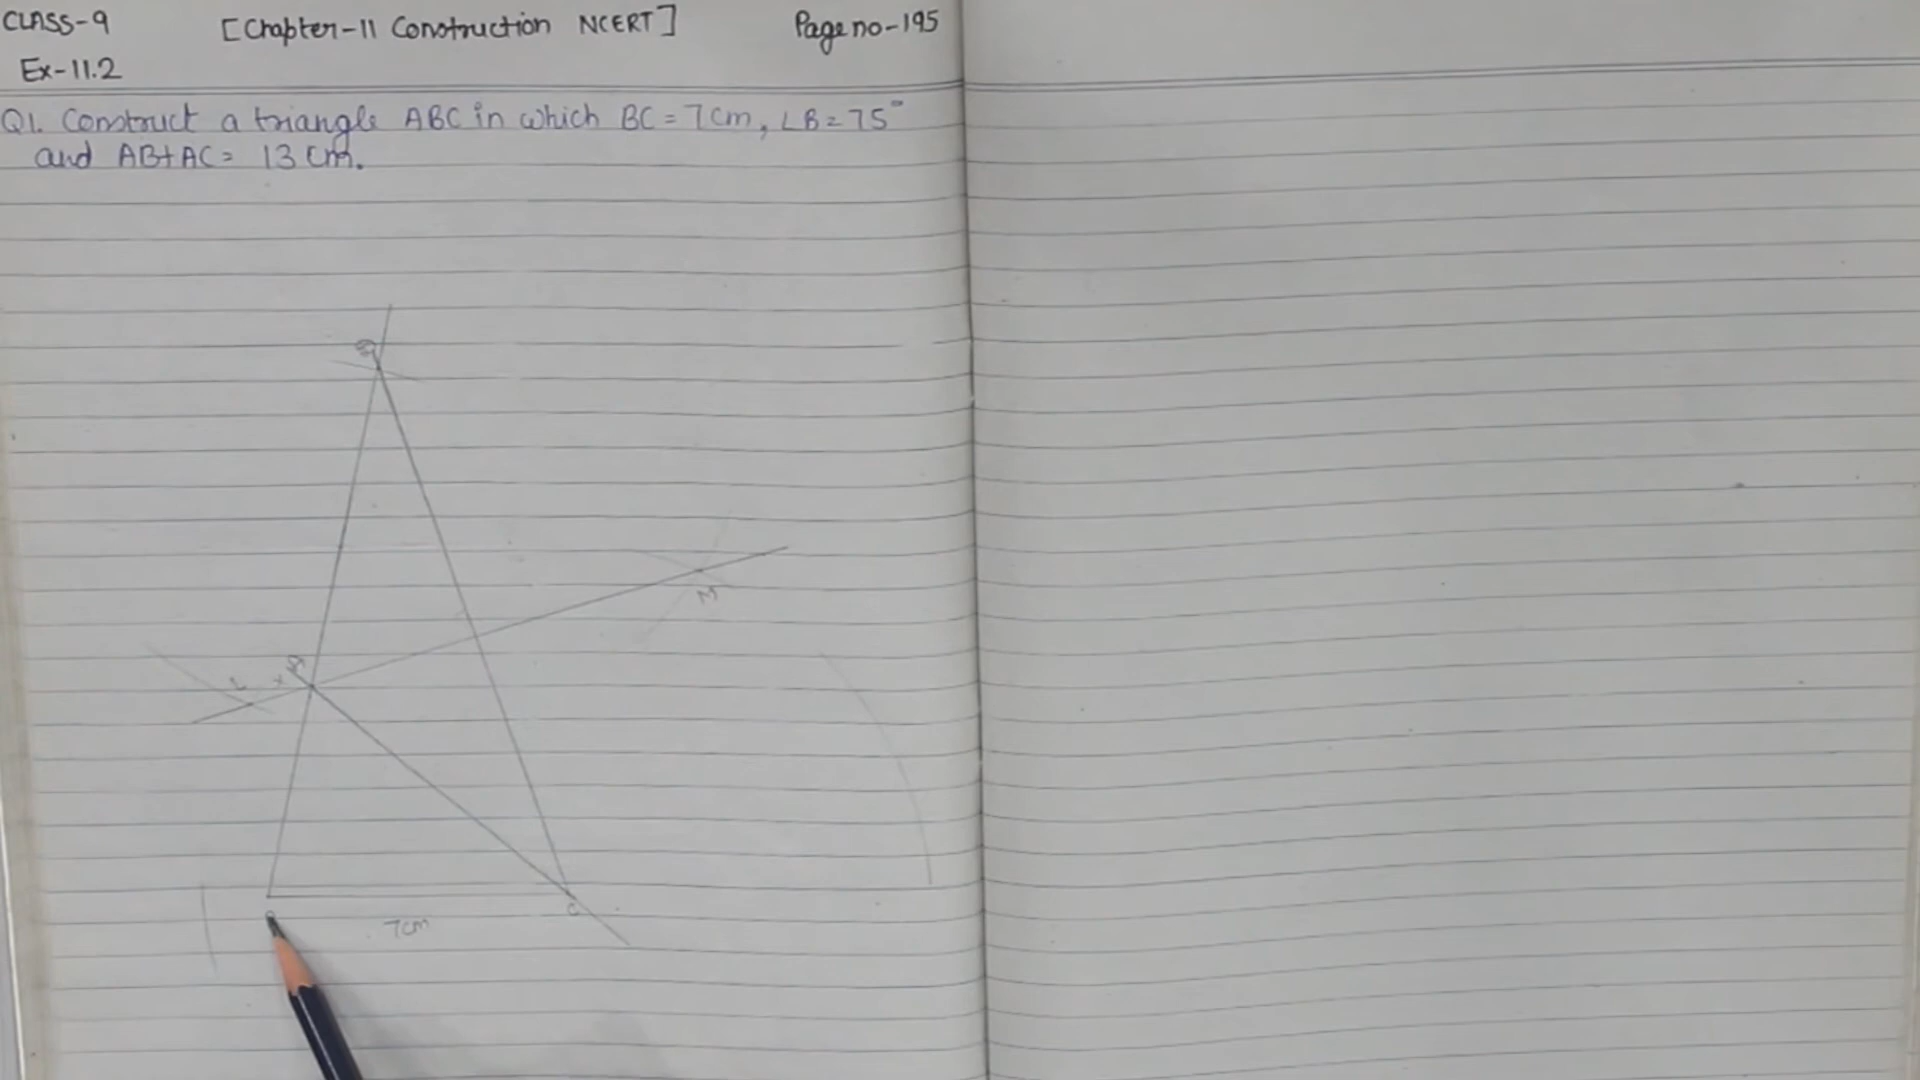 CLASS-9 [Chapter-11 Construction NCERT] Page no-195
Ex-11.2
Q1. Construct a triangle ABC in which BC = 7cm, ∠B = 75°
and AB+AC = 13 cm.
D
M
L
X A
C
7cm